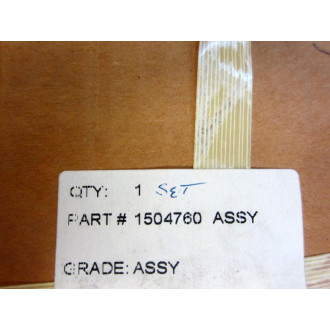 QTY: 1 SET
PART # 1504760 ASSY
GRADE: ASSY